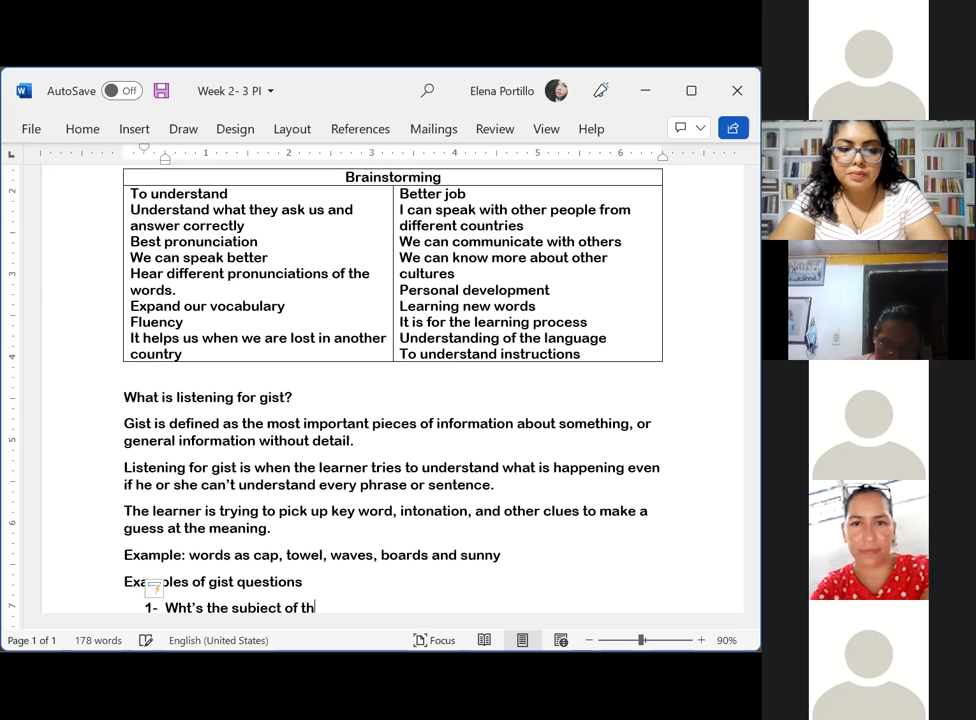 AutoSave Off Week 2- 3 PI Elena Portillo
File Home Insert Draw Design Layout References Mailings Review View Help
1 2 3 4 5 6
Brainstorming
To understand
Understand what they ask us and
answer correctly
Best pronunciation
We can speak better
Hear different pronunciations of the
words.
Expand our vocabulary
Fluency
It helps us when we are lost in another
country
Better job
I can speak with other people from
different countries
We can communicate with others
We can know more about other
cultures
Personal development
Learning new words
It is for the learning process
Understanding of the language
To understand instructions
What is listening for gist?
Gist is defined as the most important pieces of information about something, or
general information without detail.
Listening for gist is when the learner tries to understand what is happening even
if he or she can't understand every phrase or sentence.
The learner is trying to pick up key word, intonation, and other clues to make a
guess at the meaning.
Example: words as cap, towel, waves, boards and sunny
Examples of gist questions
1- Wht's the subject of th
Page 1 of 1 178 words English (United States) Focus 90%